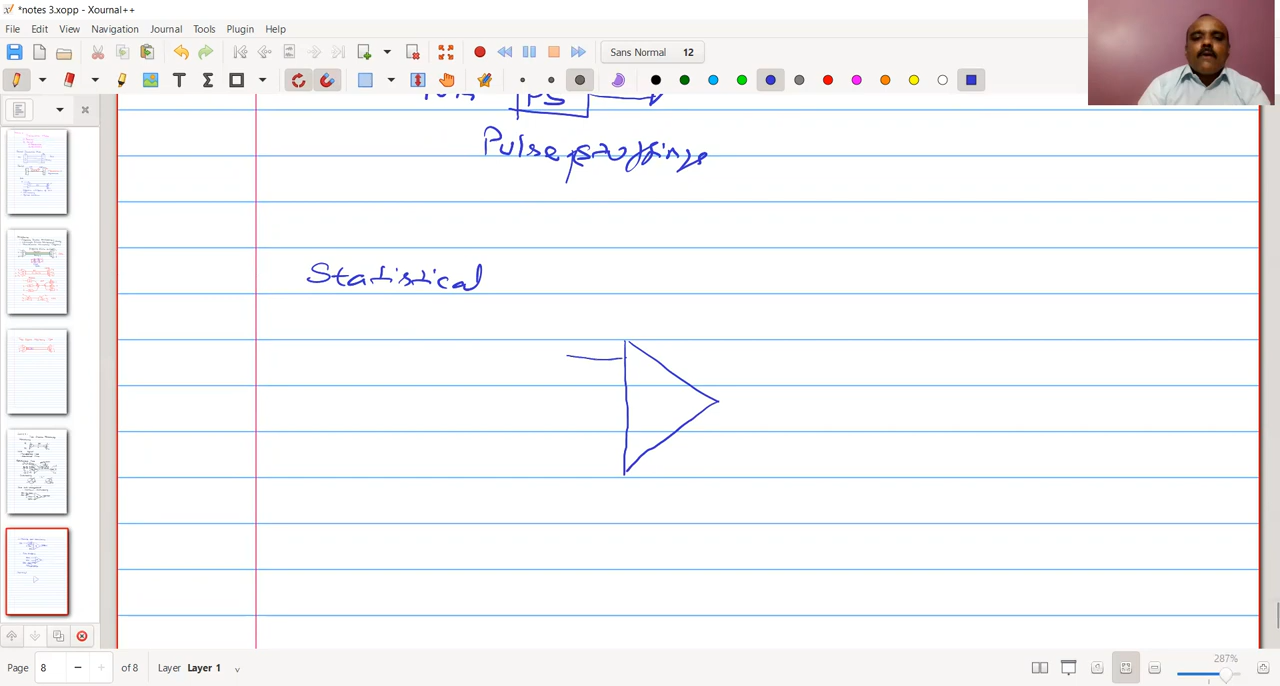 *notes 3.xopp - Xournal++
File Edit View Navigation Journal Tools Plugin Help
Sans Normal 12
PS
Pulse
Statistical
Page 8 of 8 Layer Layer 1
287%